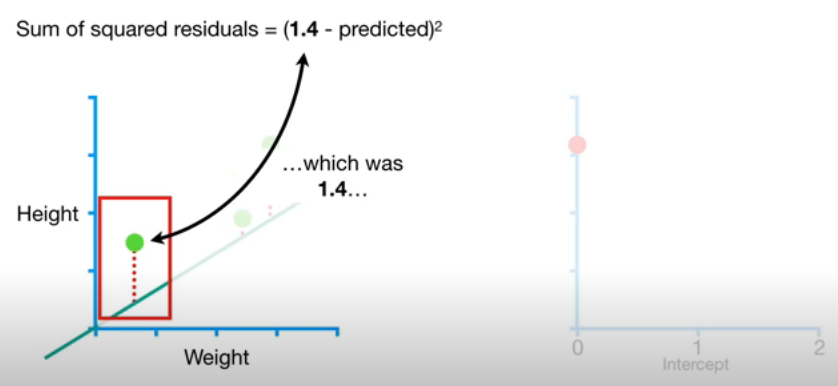 Sum of squared residuals = (1.4 - predicted)²
...which was
1.4...
Height
Weight
0
1
2
Intercept